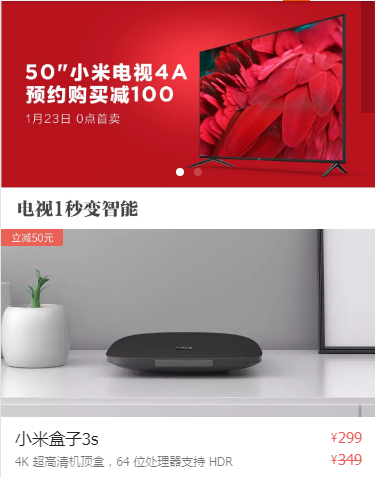 50"小米电视4A
预约购买减100
1月23日 0点首卖
电视1秒变智能
立减50元
小米盒子3s
¥299
4K 超高清机顶盒，64 位处理器支持 HDR
¥349